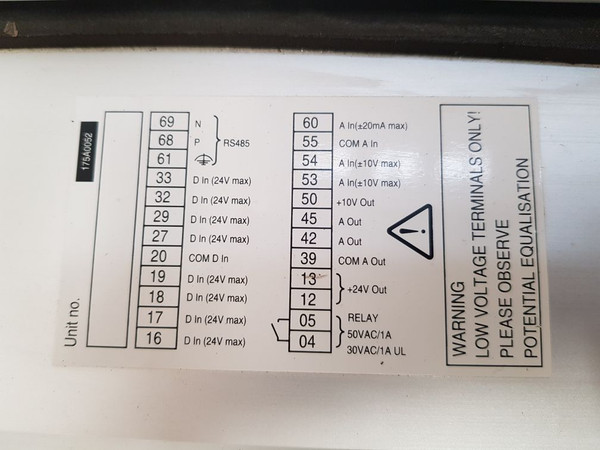 175A0052
Unit no.
69 N
68 P
61
RS485
33 D In (24V max)
32 D In (24V max)
29 D In (24V max)
27 D In (24V max)
20 COM D In
19 D In (24V max)
18 D In (24V max)
17 D In (24V max)
16 D In (24V max)
60 A In(±20mA max)
55 COM A In
54 A In(±10V max)
53 A In(±10V max)
50 +10V Out
45 A Out
42 A Out
39 COM A Out
13
12
+24V Out
05 RELAY
50VAC/1A
04 30VAC/1A UL
WARNING
LOW VOLTAGE TERMINALS ONLY!
PLEASE OBSERVE
POTENTIAL EQUALISATION